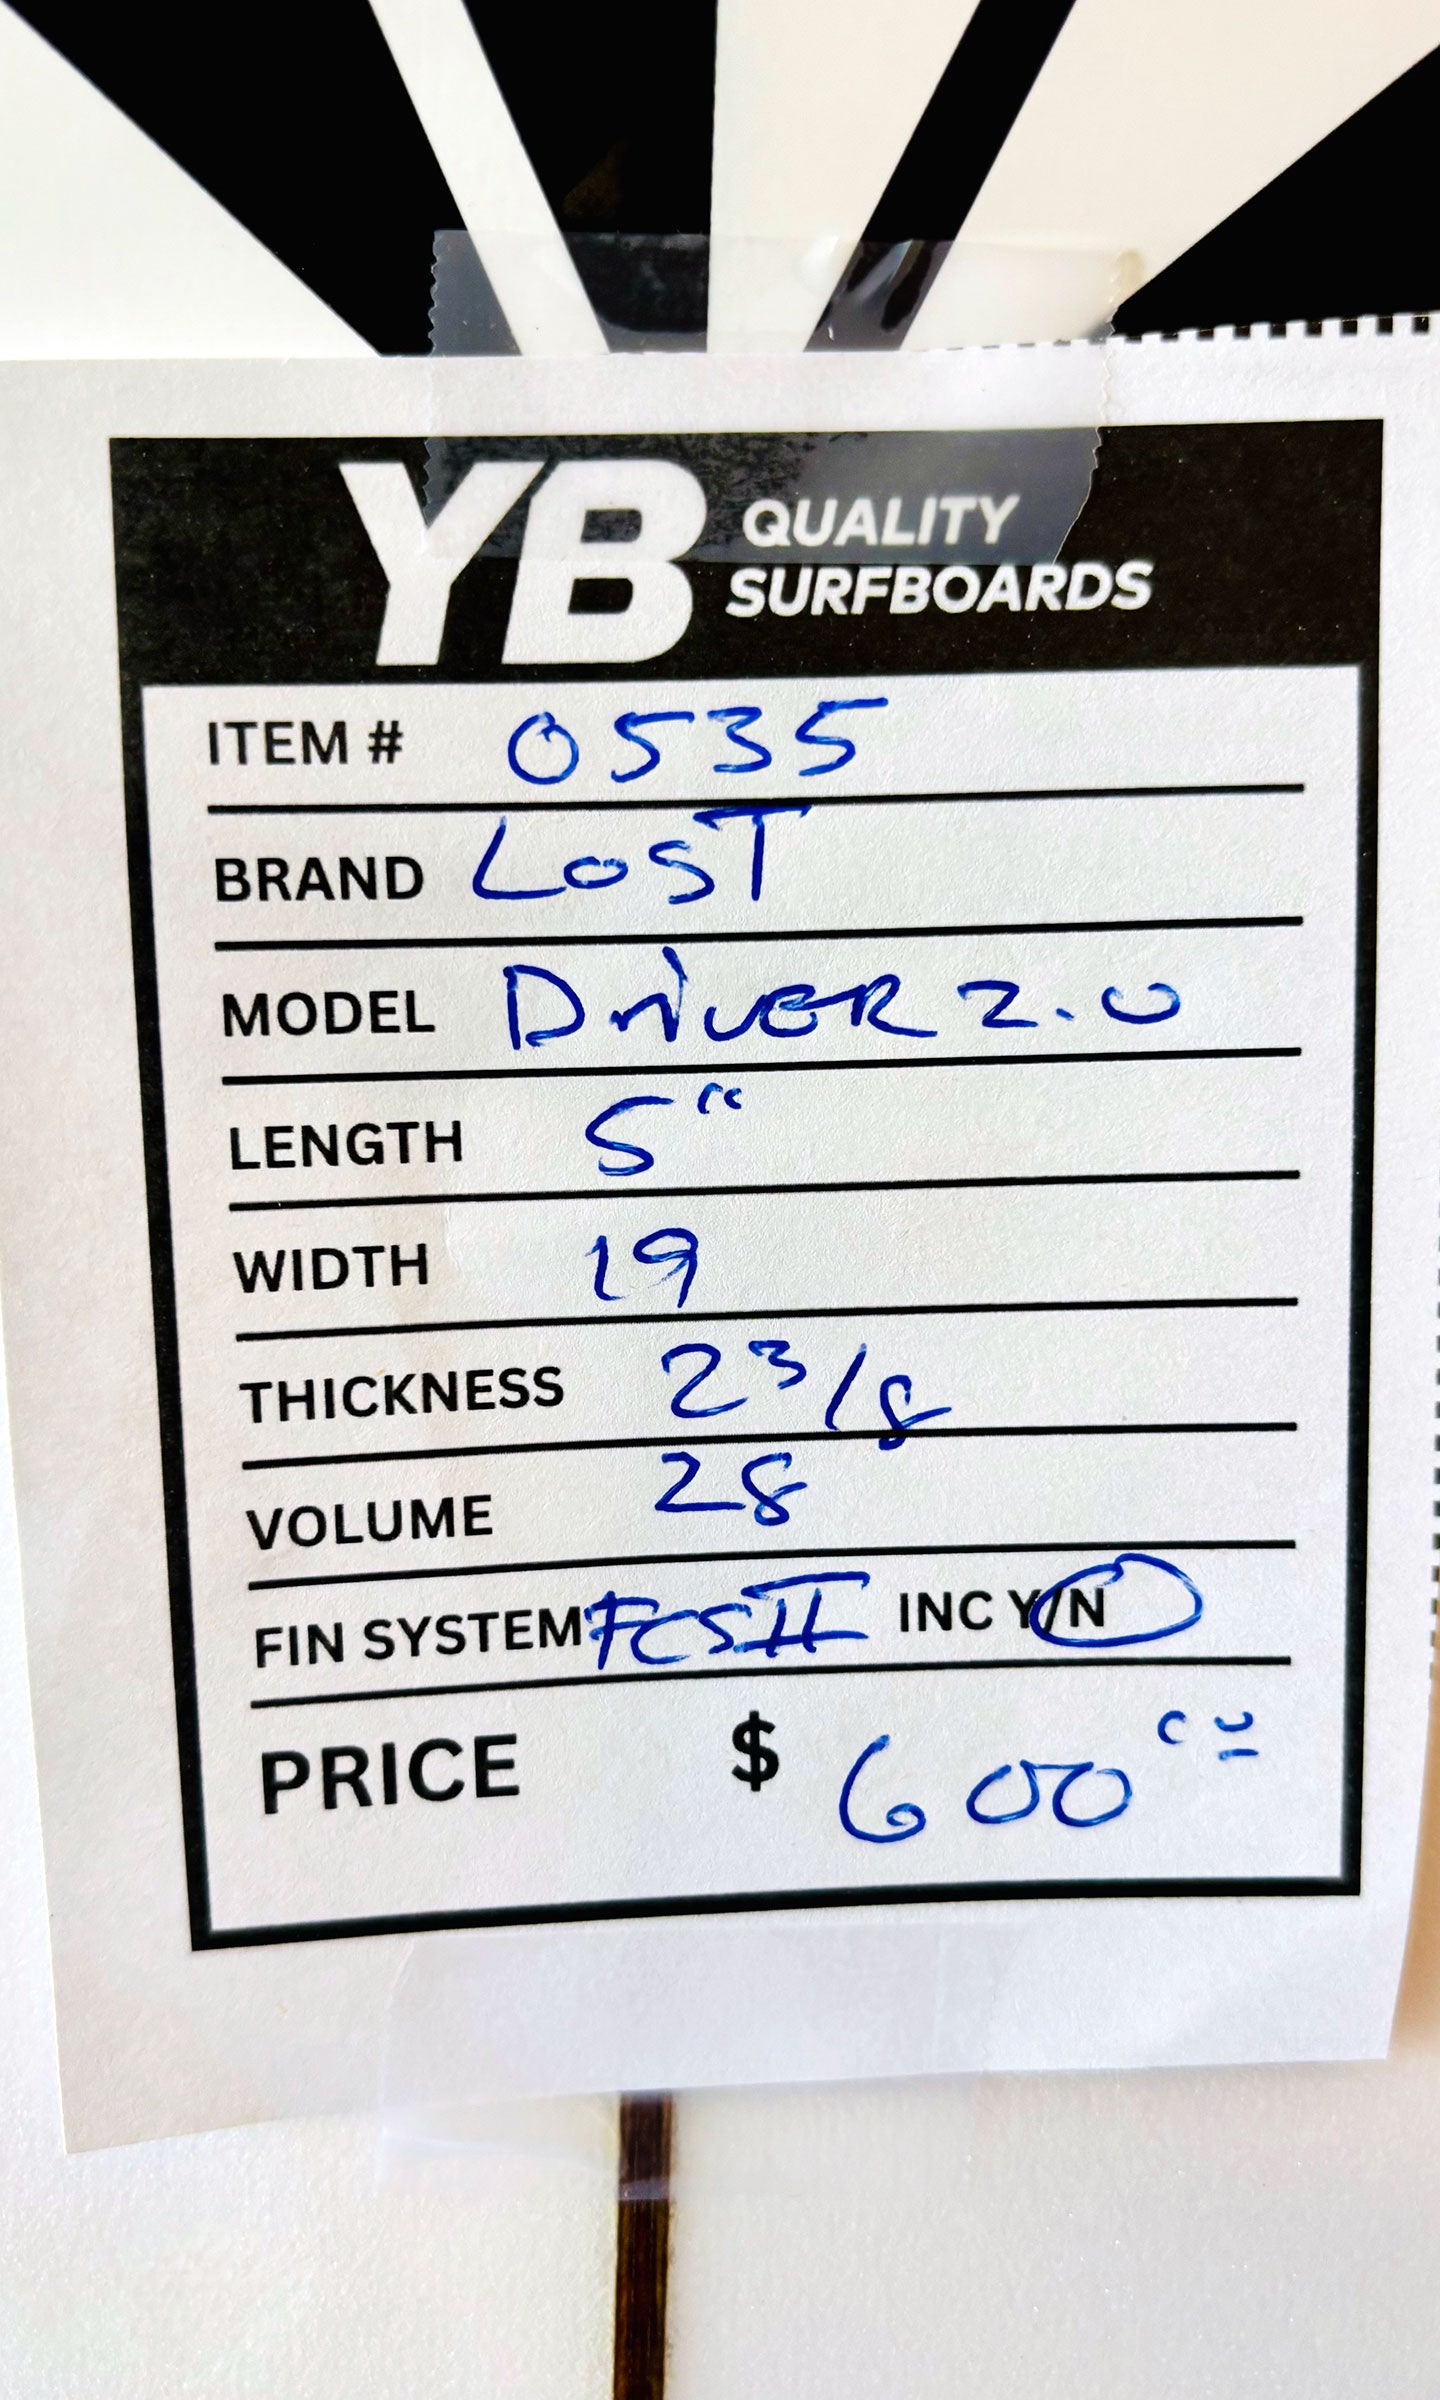 YB QUALITY
SURFBOARDS
ITEM # 0535
BRAND LOST
MODEL DRIVER 2.0
LENGTH 5"
WIDTH 19
THICKNESS 2 3/8
VOLUME 28
FIN SYSTEM FCS II INC Y/N
PRICE $ 600 00